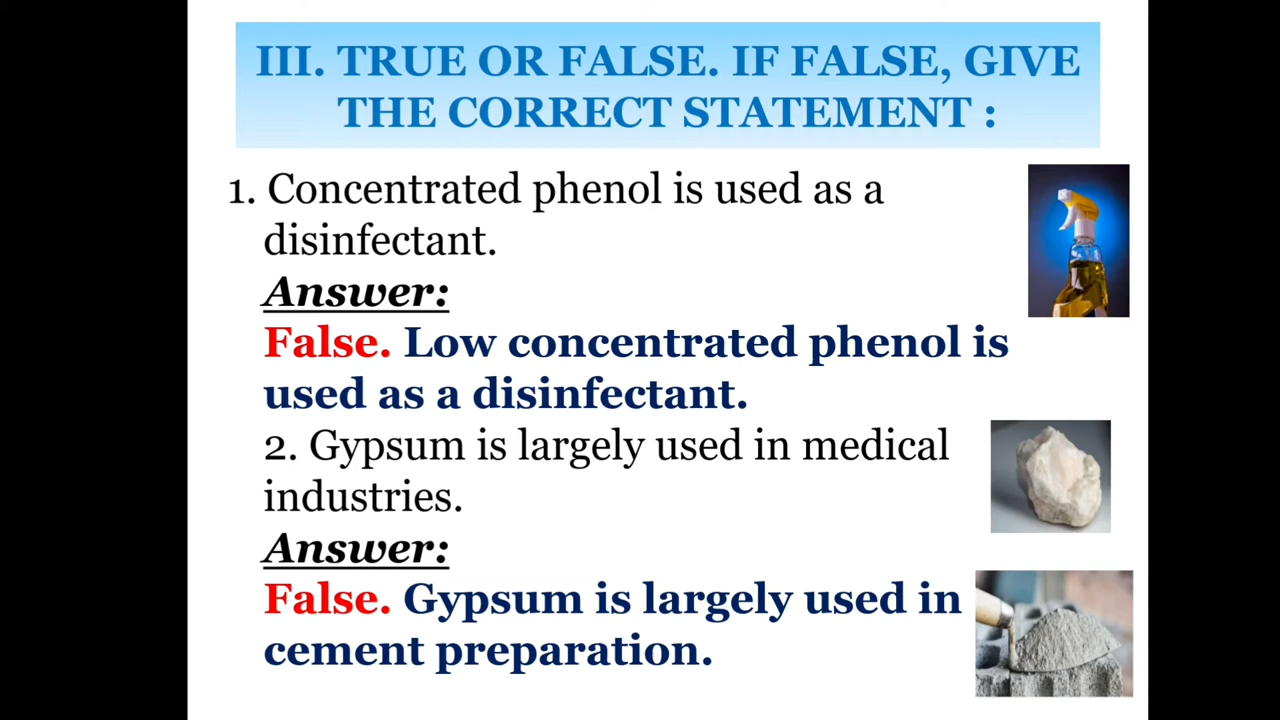 III. TRUE OR FALSE. IF FALSE, GIVE
THE CORRECT STATEMENT :
1. Concentrated phenol is used as a
disinfectant.
Answer:
False. Low concentrated phenol is
used as a disinfectant.
2. Gypsum is largely used in medical
industries.
Answer:
False. Gypsum is largely used in
cement preparation.